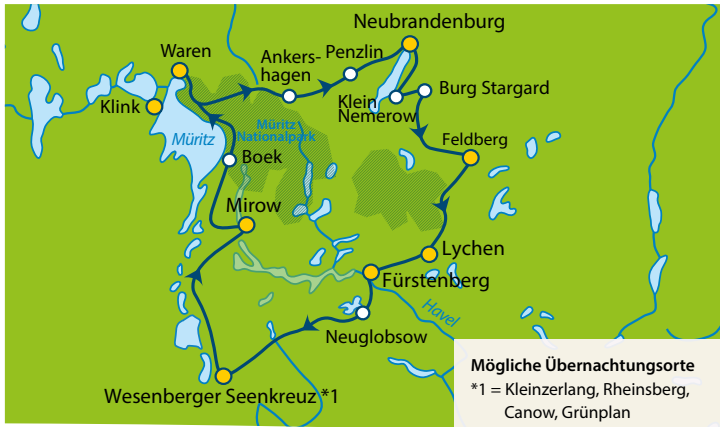 Neubrandenburg
Waren
Penzlin
Ankers-
hagen
Burg Stargard
Klink
Klein
Nemerow
Müritz
Müritz
Nationalpark
Feldberg
Boek
Mirow
Lychen
Fürstenberg
Havel
Neuglobsow
Wesenberger Seenkreuz *1
Mögliche Übernachtungsorte
*1 = Kleinzerlang, Rheinsberg,
Canow, Grünplan